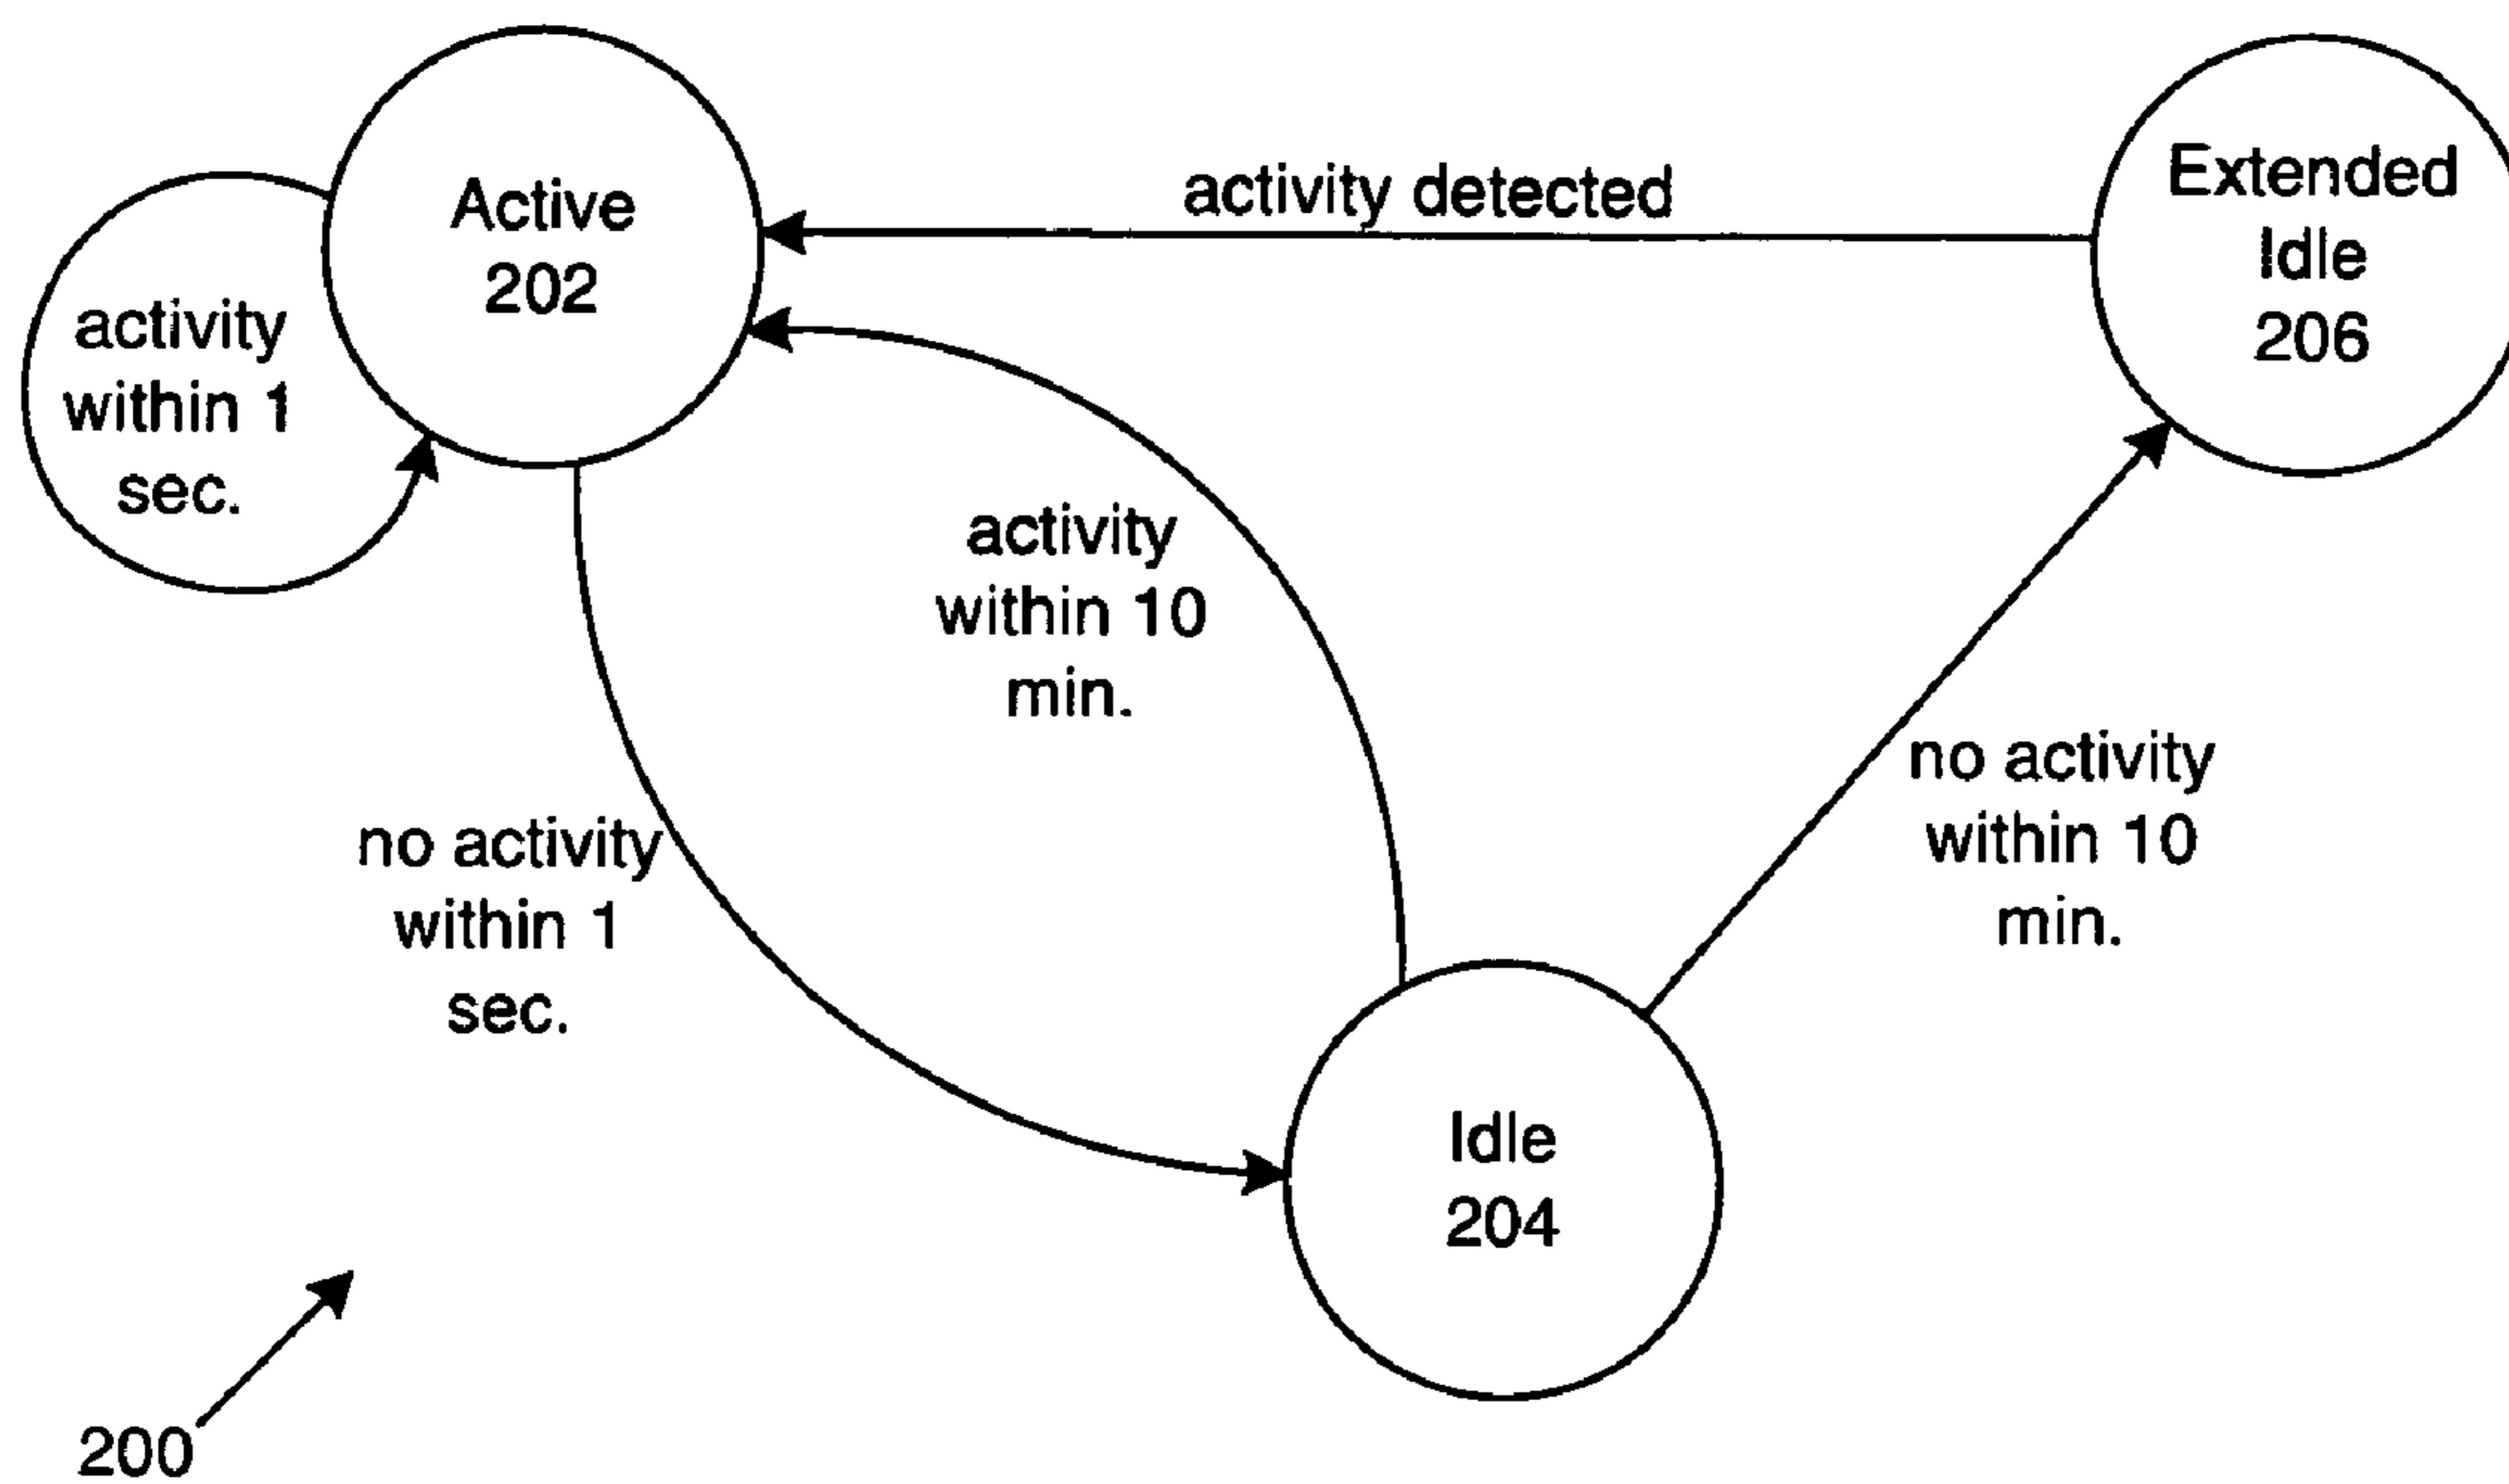 Active
202
activity detected
Extended
Idle
206
activity
within 1
sec.
activity
within 10
min.
no activity
within 10
min.
no activity
within 1
sec.
Idle
204
200